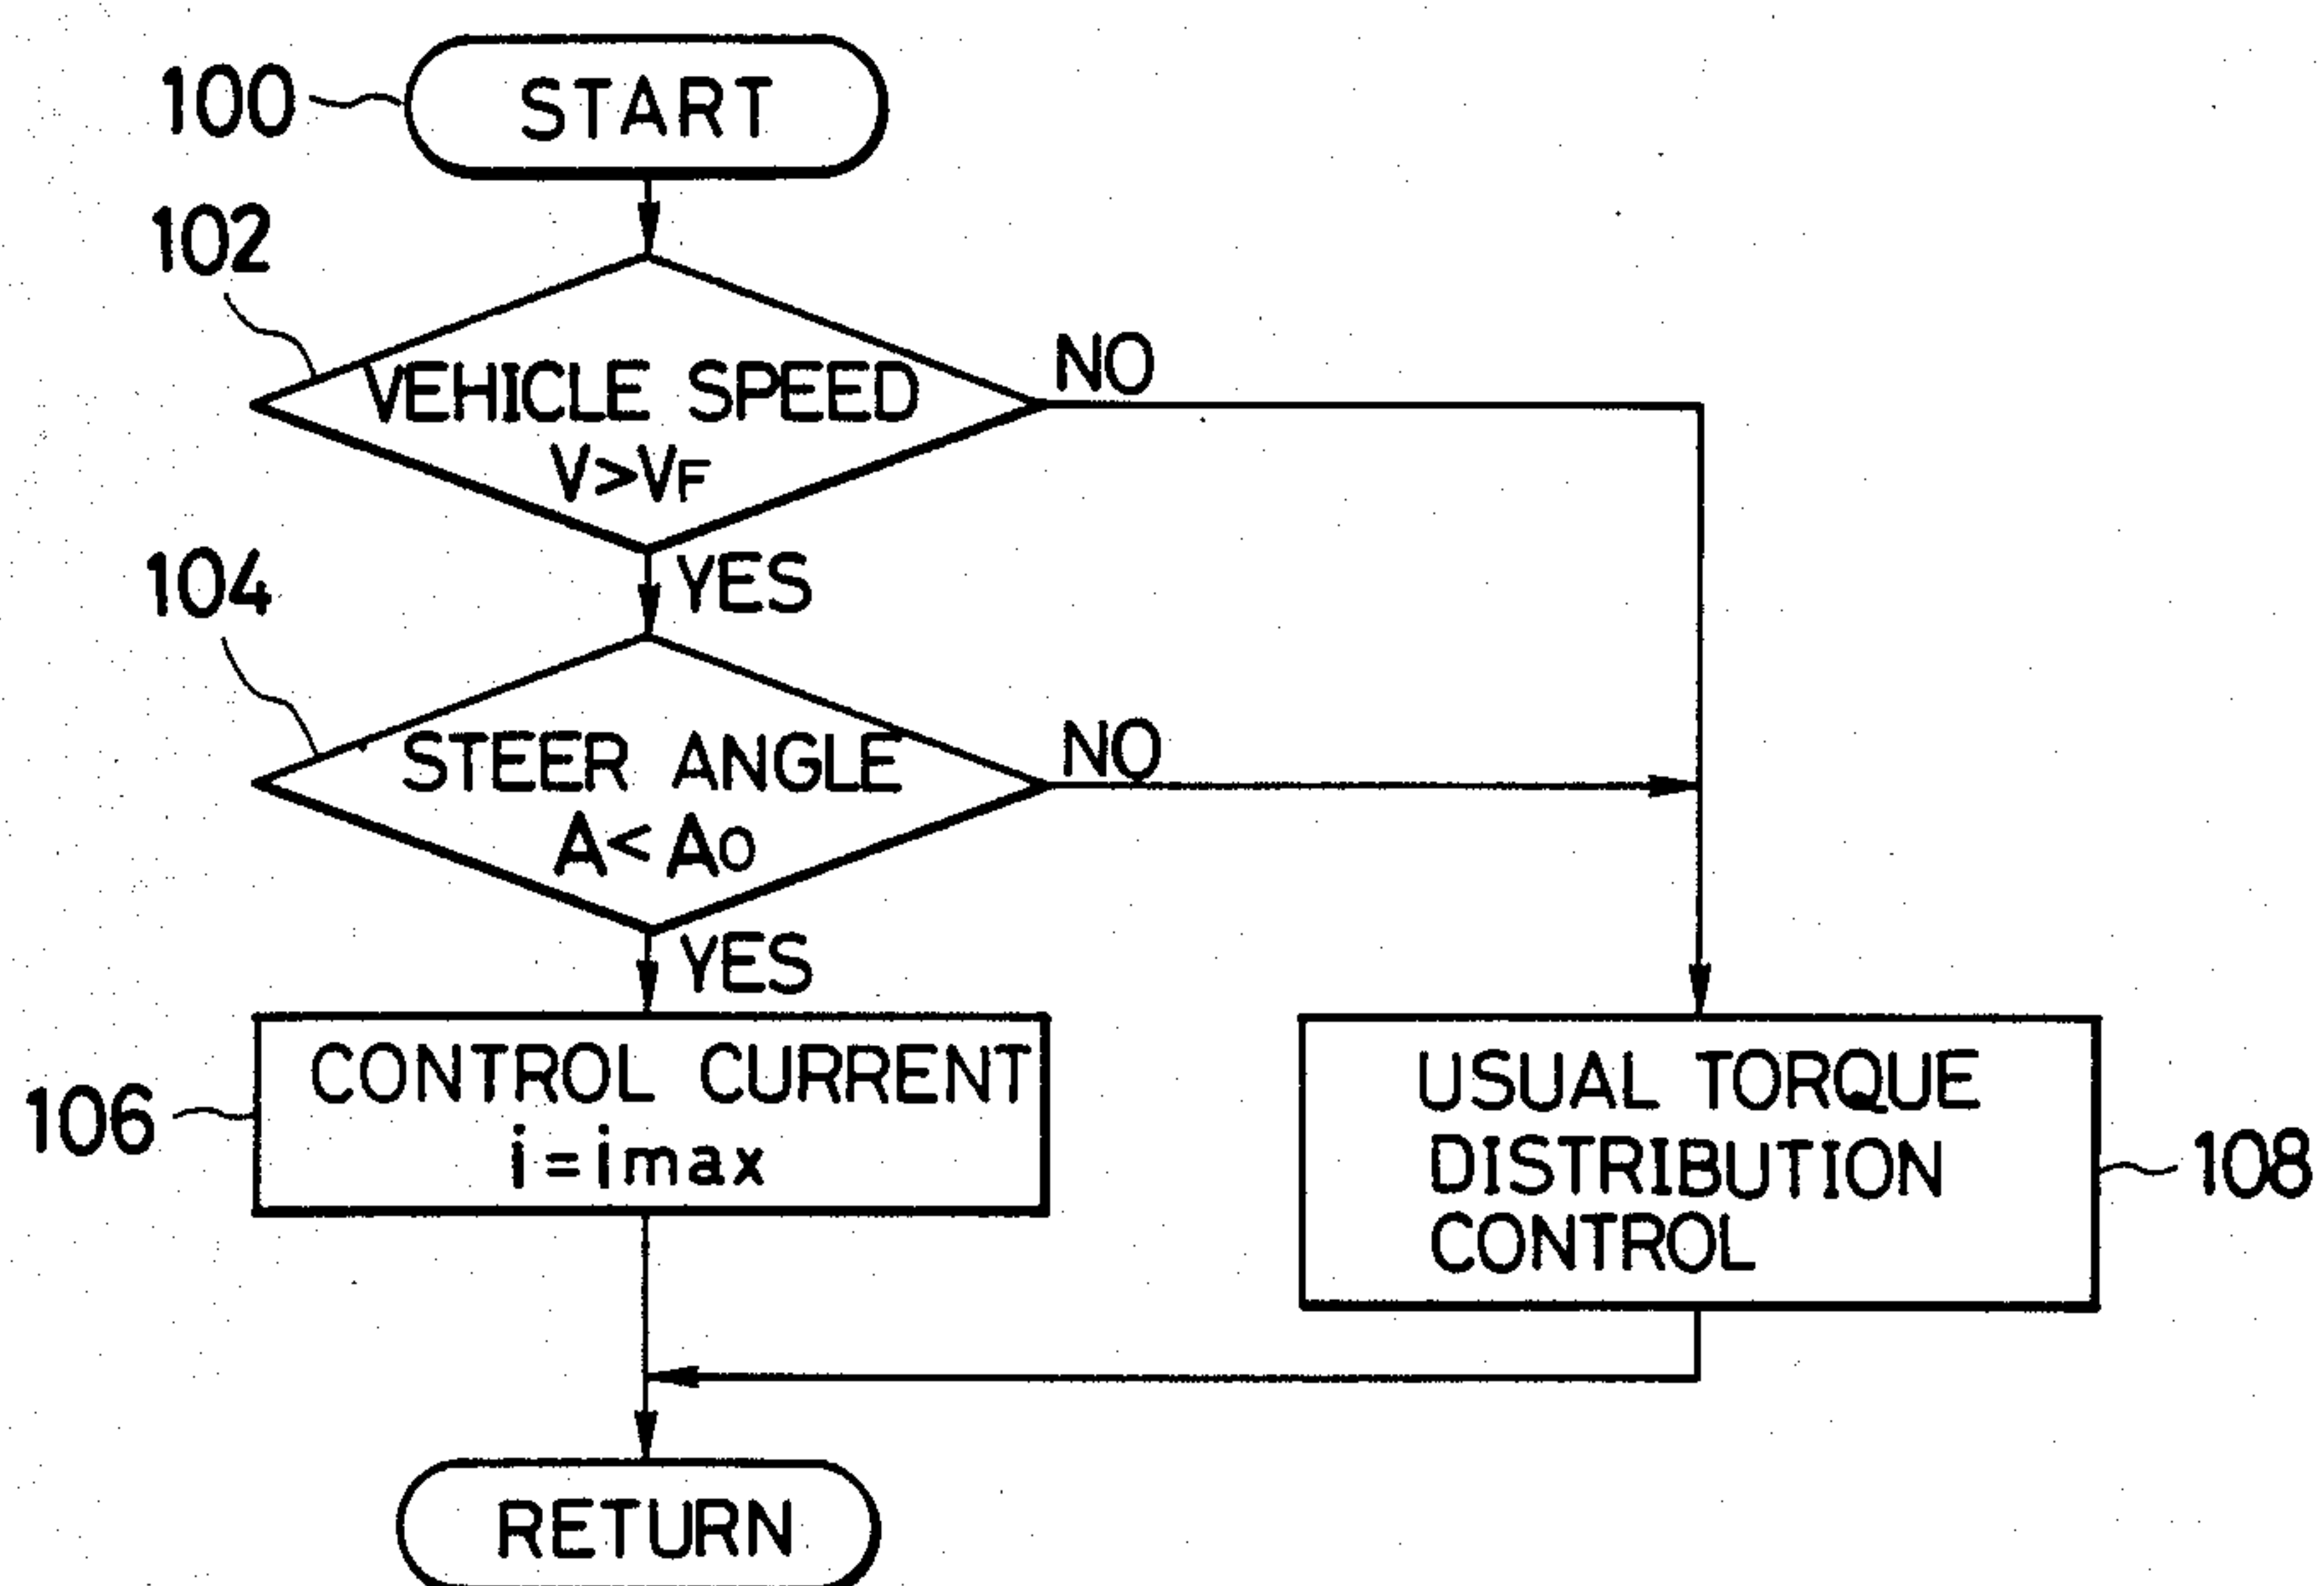 100
START
102
VEHICLE SPEED
V>VF
NO
YES
104
STEER ANGLE
A<AO
NO
YES
106
CONTROL CURRENT
i=imax
USUAL TORQUE
DISTRIBUTION
CONTROL
108
RETURN